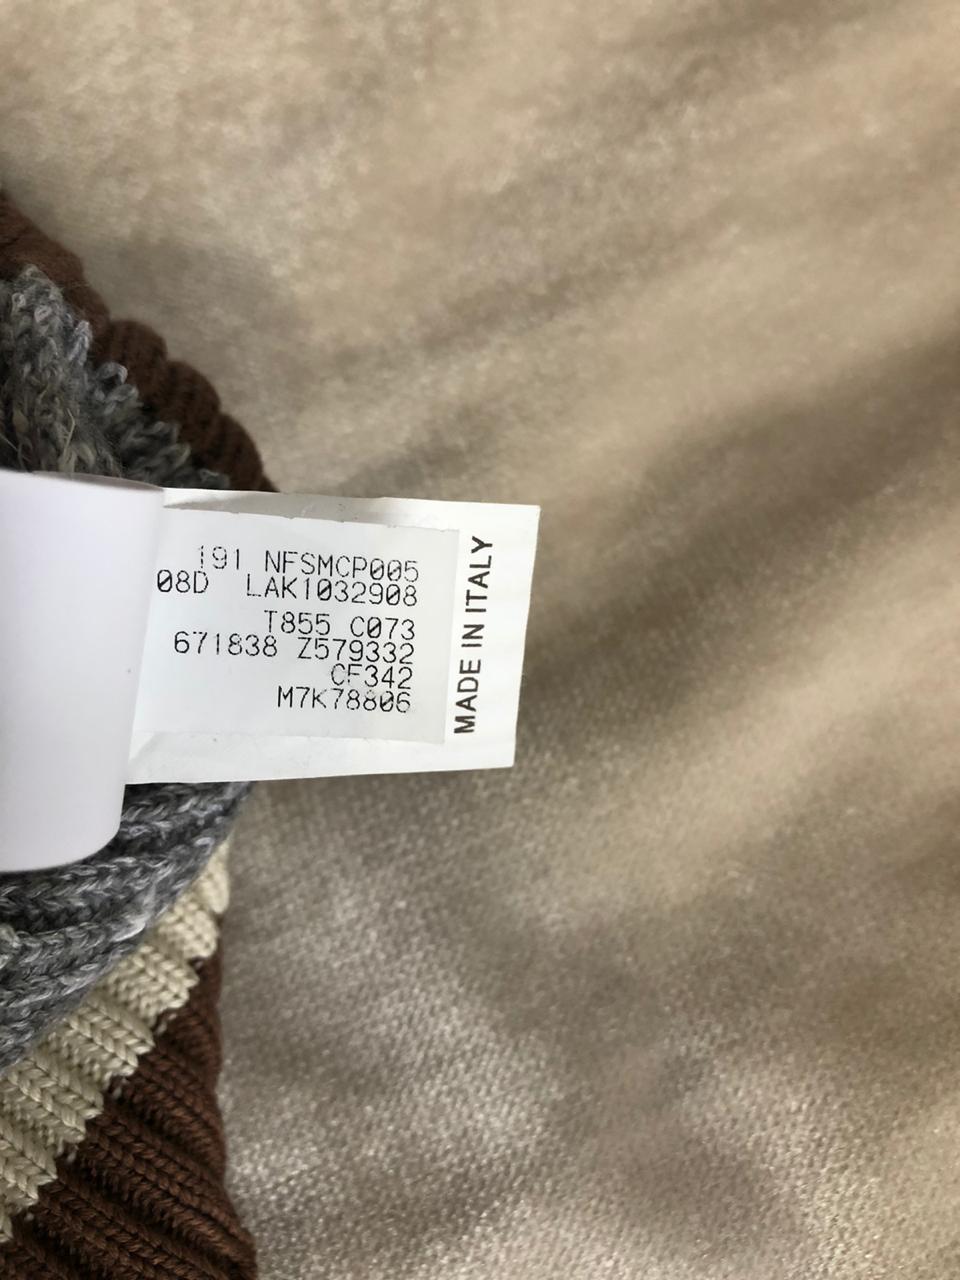 191 NFSMCP005
08D LAK1032908
T855 C073
671838 Z579332
CF342
M7K78806
MADE IN ITALY